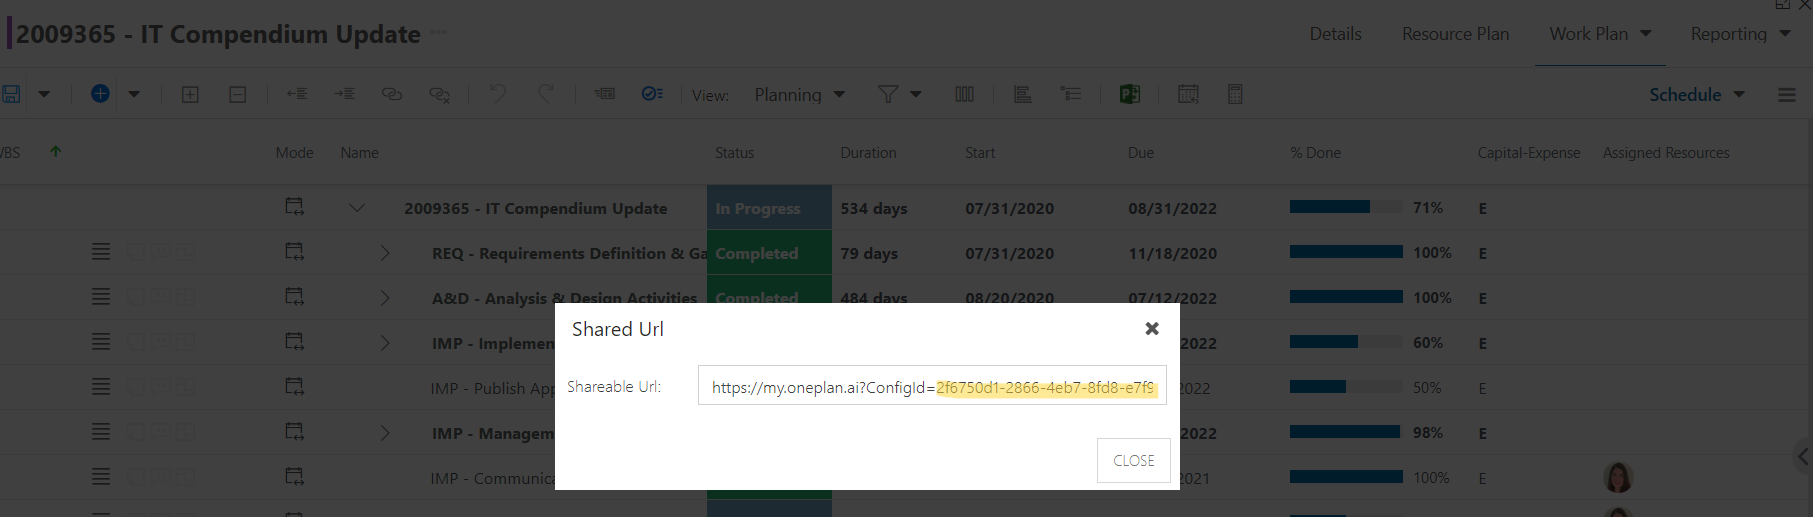 2009365 - IT Compendium Update ...
Details Resource Plan Work Plan Reporting
View: Planning Schedule
WBS Mode Name Status Duration Start Due % Done Capital-Expense Assigned Resources
2009365 - IT Compendium Update In Progress 534 days 07/31/2020 08/31/2022 71% E
REQ - Requirements Definition & Ga Completed 79 days 07/31/2020 11/18/2020 100% E
A&D - Analysis & Design Activities Completed 484 days 08/20/2020 07/12/2022 100% E
Shared Url
IMP - Implemen 2022 60% E
Shareable Url: https://my.oneplan.ai?ConfigId=2f6750d1-2866-4eb7-8fd8-e7f9
IMP - Publish App 2022 50% E
IMP - Managem 2022 98% E
CLOSE
IMP - Communica 2021 100% E